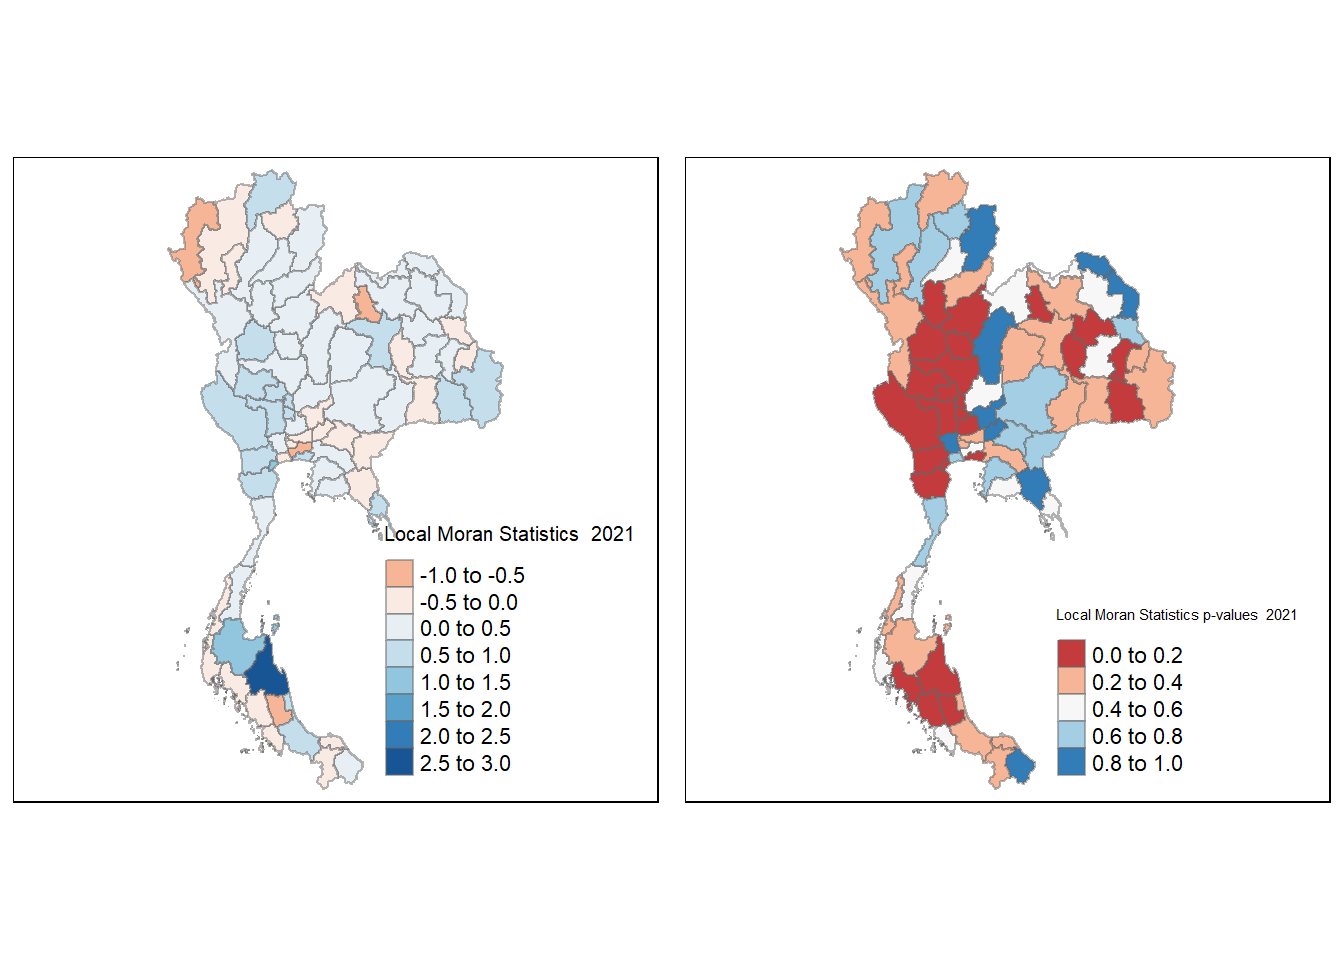 Local Moran Statistics  2021
-1.0 to -0.5
-0.5 to 0.0
0.0 to 0.5
0.5 to 1.0
1.0 to 1.5
1.5 to 2.0
2.0 to 2.5
2.5 to 3.0
Local Moran Statistics p-values  2021
0.0 to 0.2
0.2 to 0.4
0.4 to 0.6
0.6 to 0.8
0.8 to 1.0